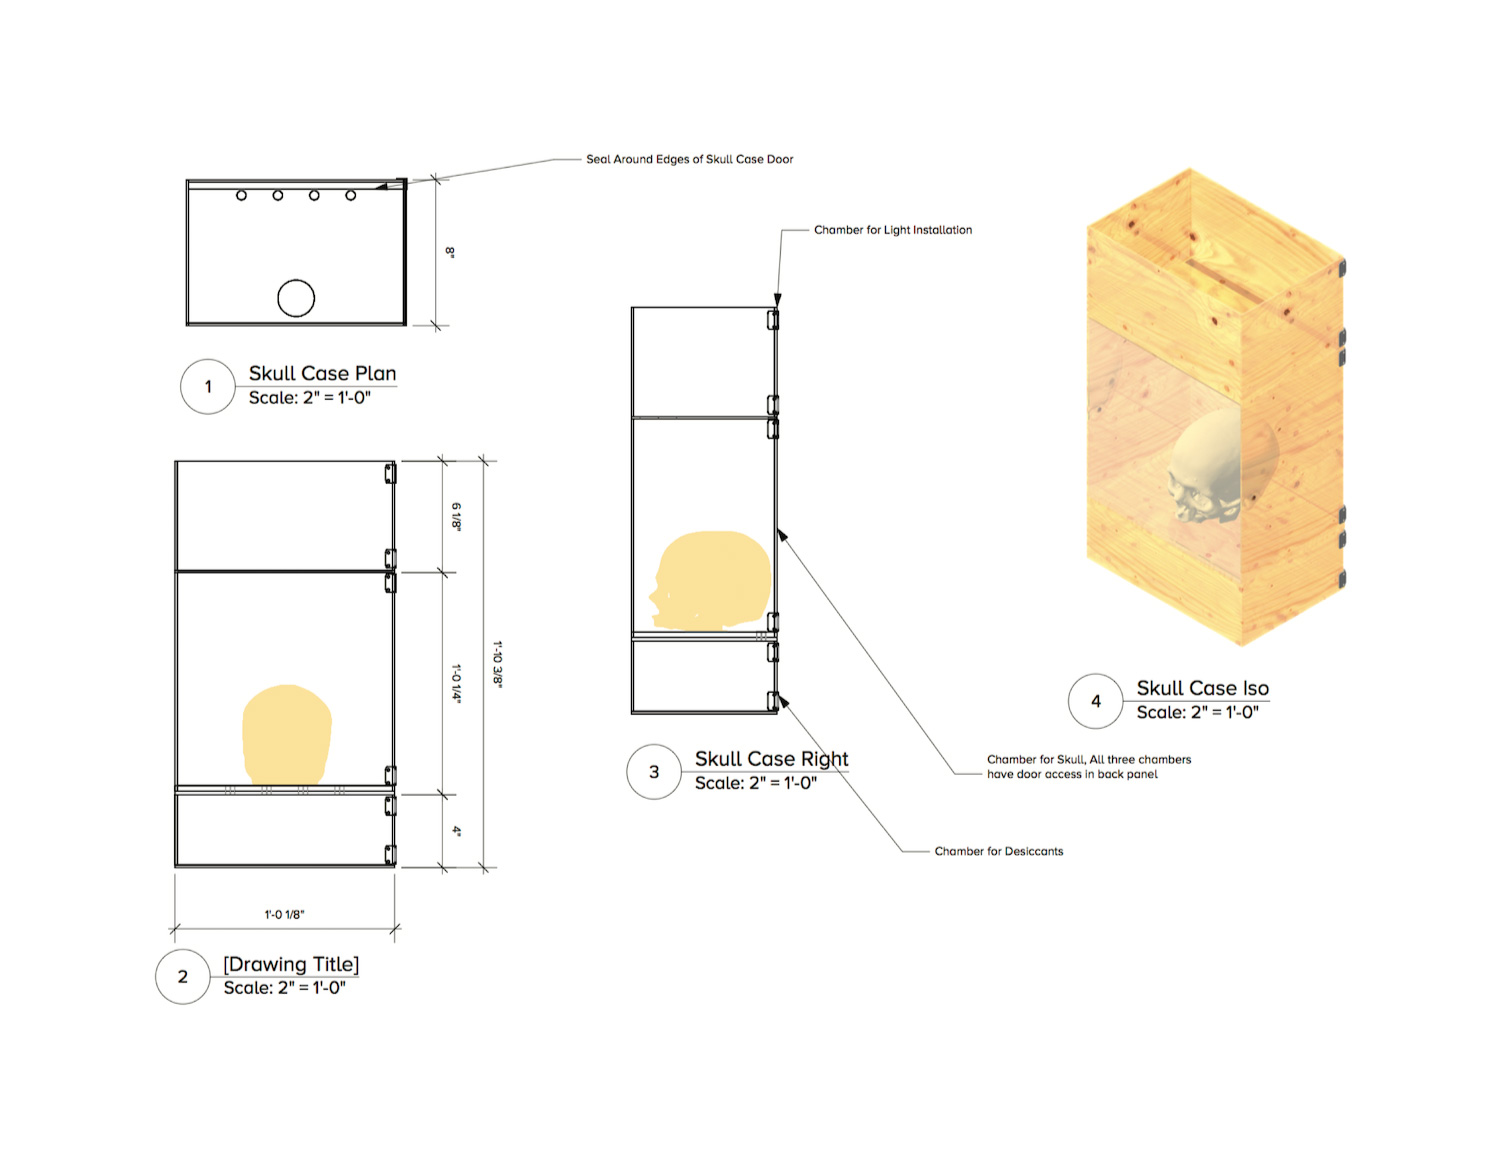 Seal Around Edges of Skull Case Door
8"
1
Skull Case Plan
Scale: 2" = 1'-0"
Chamber for Light Installation
6 1/8"
1'-0 1/4"
1'-10 3/8"
4"
1'-0 1/8"
2
[Drawing Title]
Scale: 2" = 1'-0"
3
Skull Case Right
Scale: 2" = 1'-0"
4
Skull Case Iso
Scale: 2" = 1'-0"
Chamber for Skull, All three chambers
have door access in back panel
Chamber for Desiccants